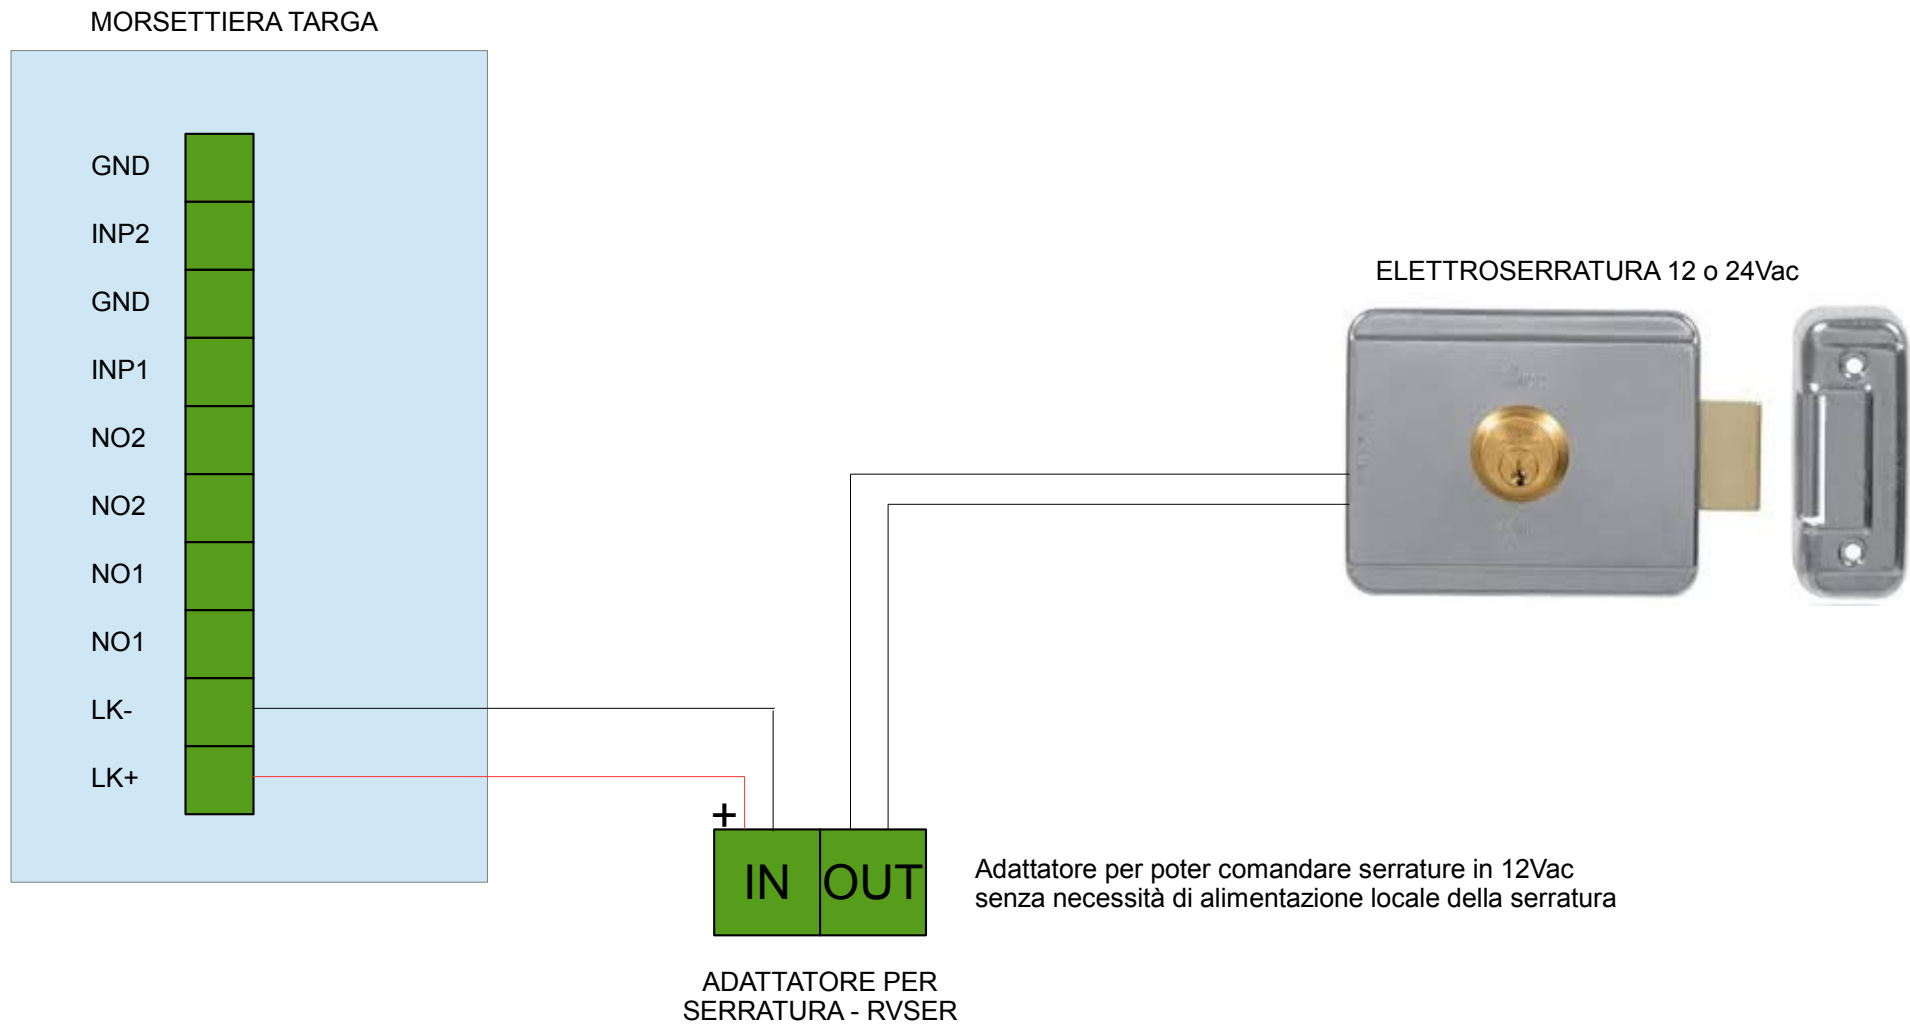 MORSETTIERA TARGA
GND
INP2
GND
INP1
NO2
NO2
NO1
NO1
LK-
LK+
ELETTROSERRATURA 12 o 24Vac
+
IN
OUT
Adattatore per poter comandare serrature in 12Vac
senza necessità di alimentazione locale della serratura
ADATTATORE PER
SERRATURA - RVSER